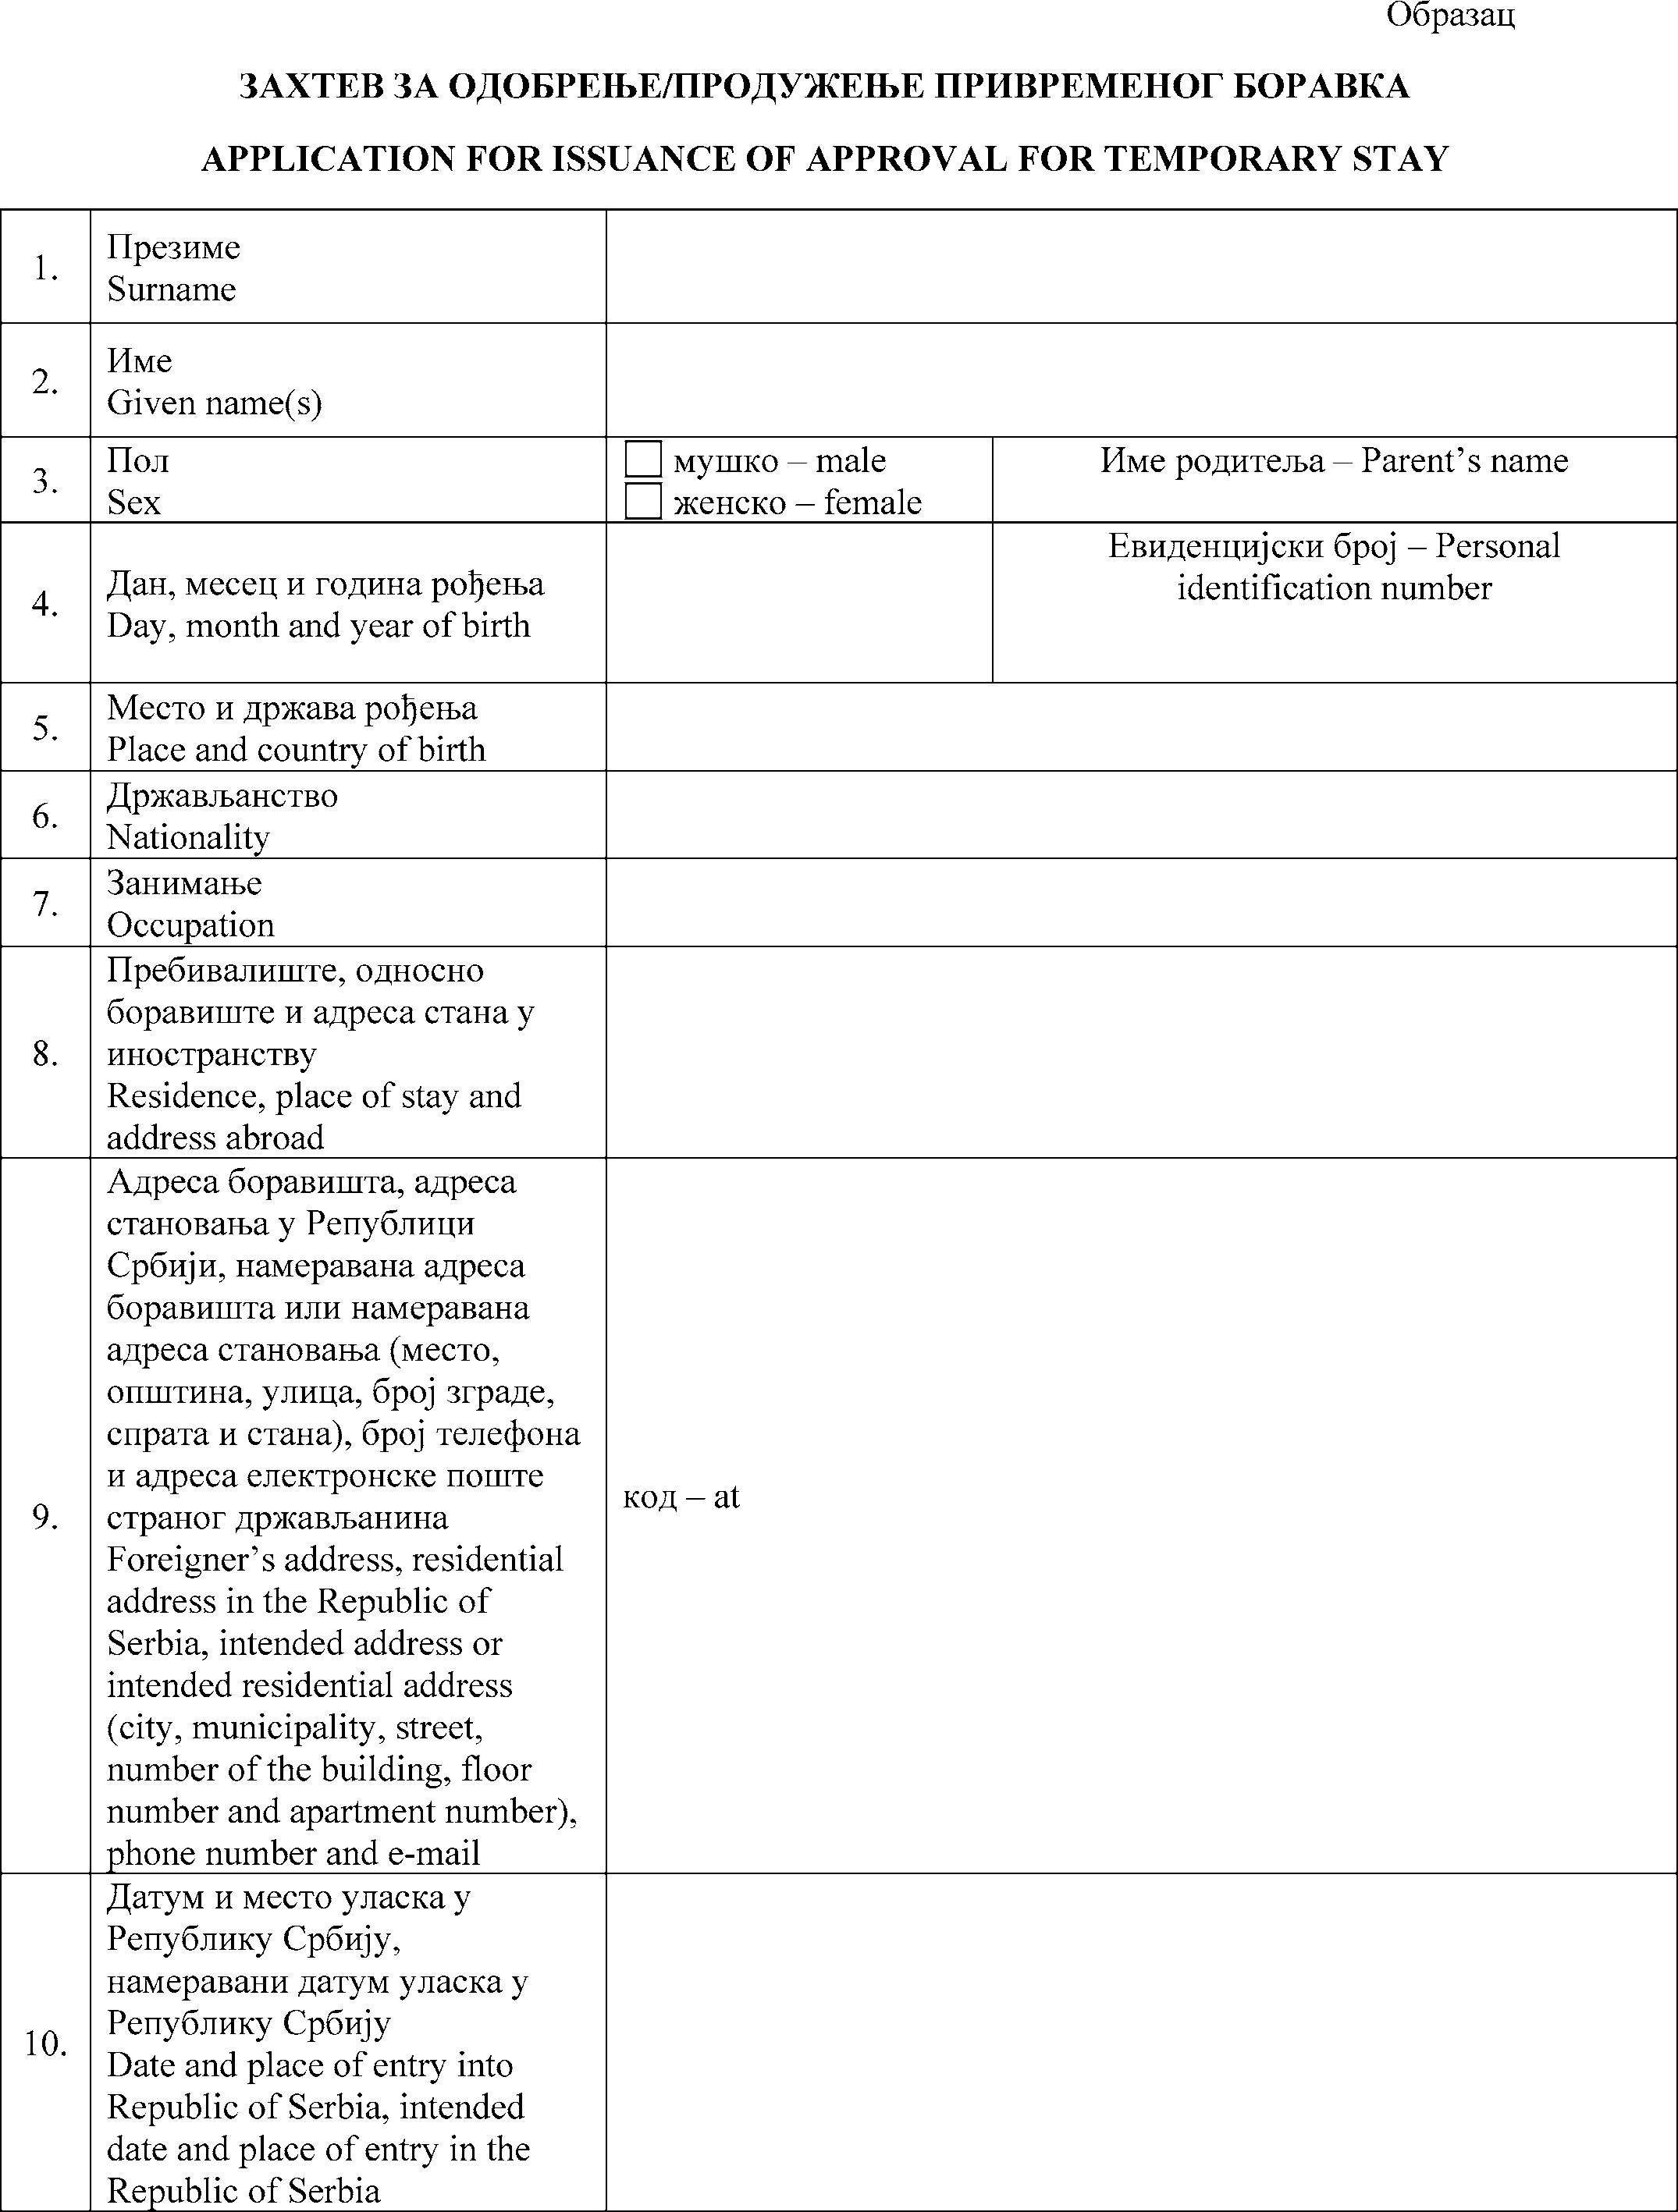 Образац
ЗАХТЕВ ЗА ОДОБРЕЊЕ/ПРОДУЖЕЊЕ ПРИВРЕМЕНОГ БОРАВКА
APPLICATION FOR ISSUANCE OF APPROVAL FOR TEMPORARY STAY
1.
Презиме
Surname
2.
Име
Given name(s)
3.
Пол
Sex
мушко – male
женско – female
Име родитеља – Parent’s name
4.
Дан, месец и година рођења
Day, month and year of birth
Евиденцијски број – Personal
identification number
5.
Место и држава рођења
Place and country of birth
6.
Држављанство
Nationality
7.
Занимање
Occupation
8.
Пребивалиште, односно
боравиште и адреса стана у
иностранству
Residence, place of stay and
address abroad
9.
Адреса боравишта, адреса
становања у Републици
Србији, намеравана адреса
боравишта или намеравана
адреса становања (место,
општина, улица, број зграде,
спрата и стана), број телефона
и адреса електронске поште
страног држављанина
Foreigner’s address, residential
address in the Republic of
Serbia, intended address or
intended residential address
(city, municipality, street,
number of the building, floor
number and apartment number),
phone number and e-mail
код – at
10.
Датум и место уласка у
Републику Србију,
намеравани датум уласка у
Републику Србију
Date and place of entry into
Republic of Serbia, intended
date and place of entry in the
Republic of Serbia